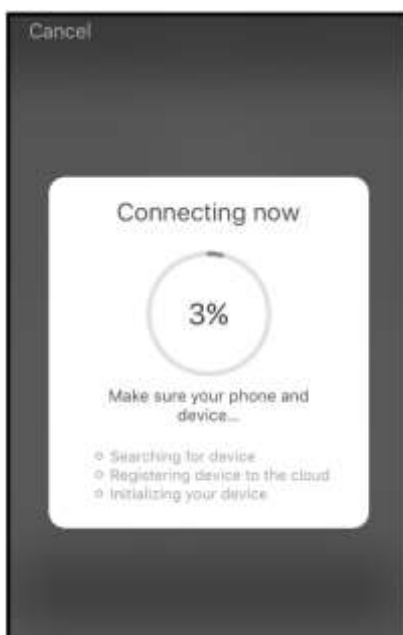 Cancel
Connecting now
3%
Make sure your phone and
device...
Searching for device
Registering device to the cloud
Initializing your device